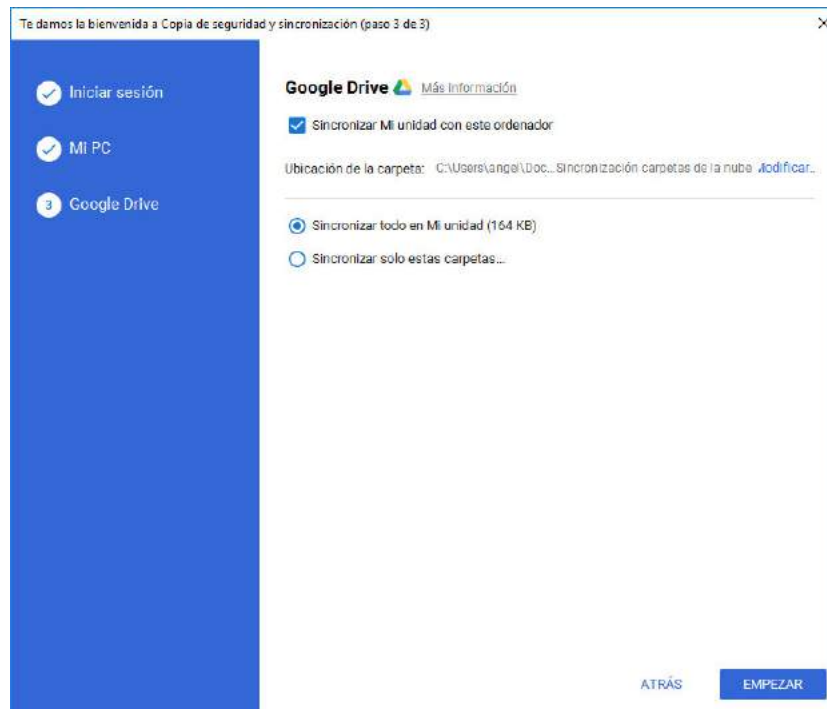 Te damos la bienvenida a Copia de seguridad y sincronización (paso 3 de 3)
Iniciar sesión
Mi PC
3 Google Drive
Google Drive Más información
Sincronizar Mi unidad con este ordenador
Ubicación de la carpeta: C:\Users\angel\Doc...Sincronización carpetas de la nube Modificar...
Sincronizar todo en Mi unidad (164 KB)
Sincronizar solo estas carpetas...
ATRÁS EMPEZAR